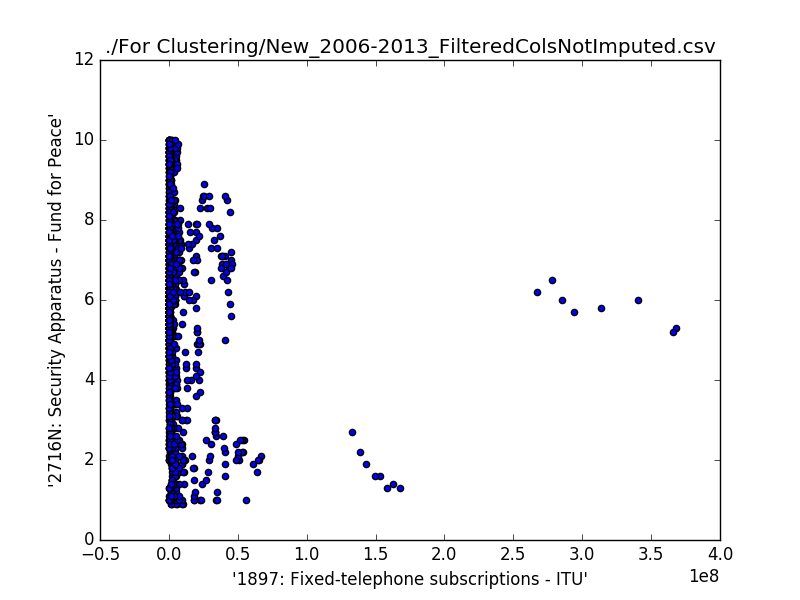 ./For Clustering/New_2006-2013_FilteredColsNotImputed.csv
12
10
8
6
4
2
0
'2716N: Security Apparatus - Fund for Peace'
−0.5 0.0 0.5 1.0 1.5 2.0 2.5 3.0 3.5 4.0
1e8
'1897: Fixed-telephone subscriptions - ITU'